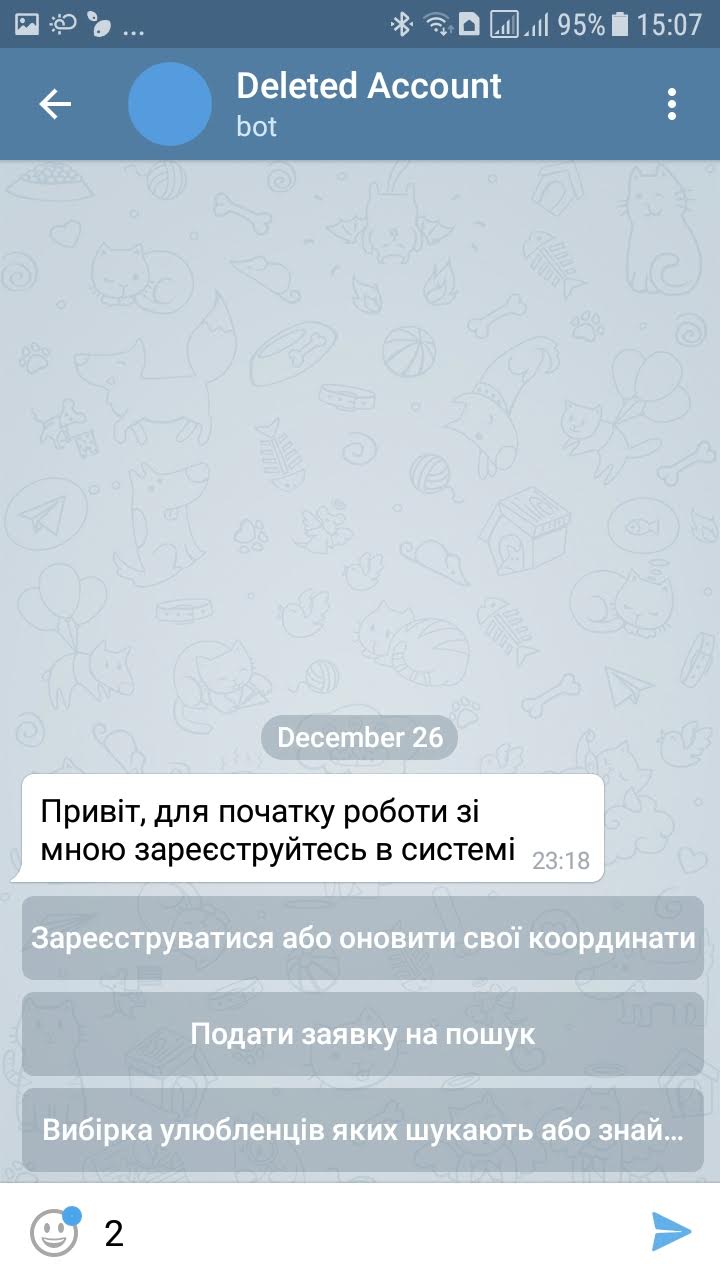 ... 95% 15:07
Deleted Account
bot
December 26
Привіт, для початку роботи зі
мною зареєструйтесь в системі 23:18
Зареєструватися або оновити свої координати
Подати заявку на пошук
Вибірка улюбленців яких шукають або знай...
2